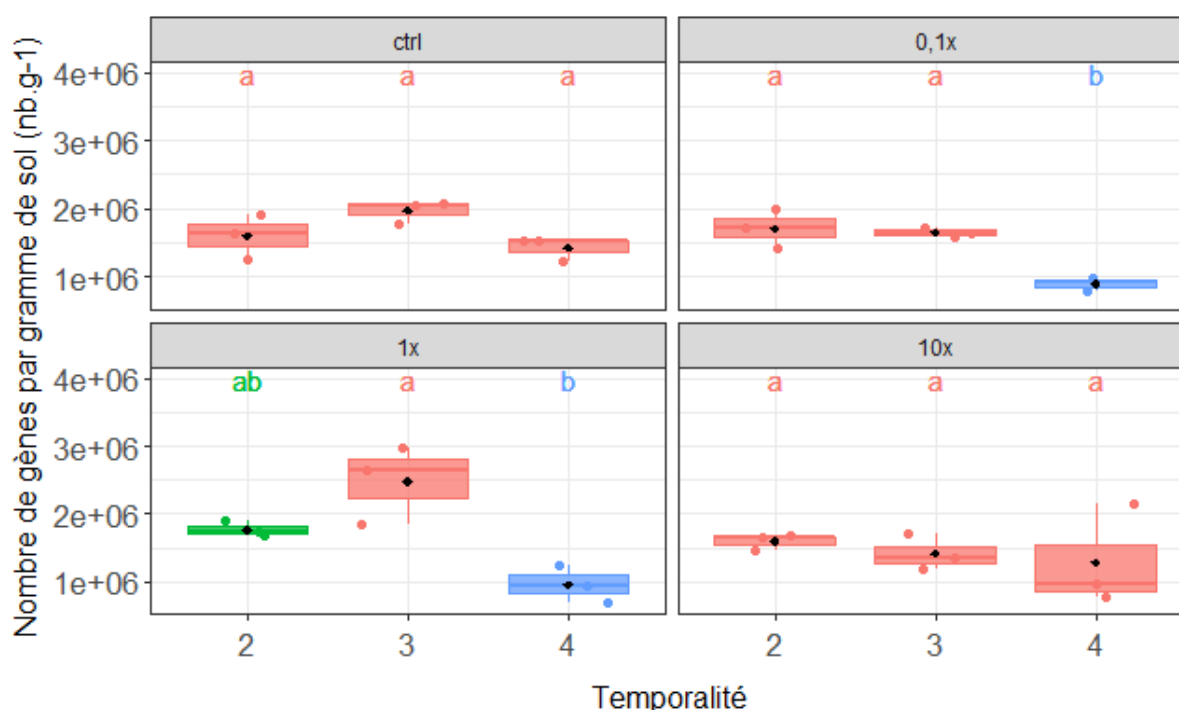 Nombre de gènes par gramme de sol (nb.g-1)
ctrl
0,1x
4e+06
3e+06
2e+06
1e+06
a
a
a
a
a
b
1x
10x
4e+06
3e+06
2e+06
1e+06
ab
a
b
a
a
a
2
3
4
2
3
4
Temporalité